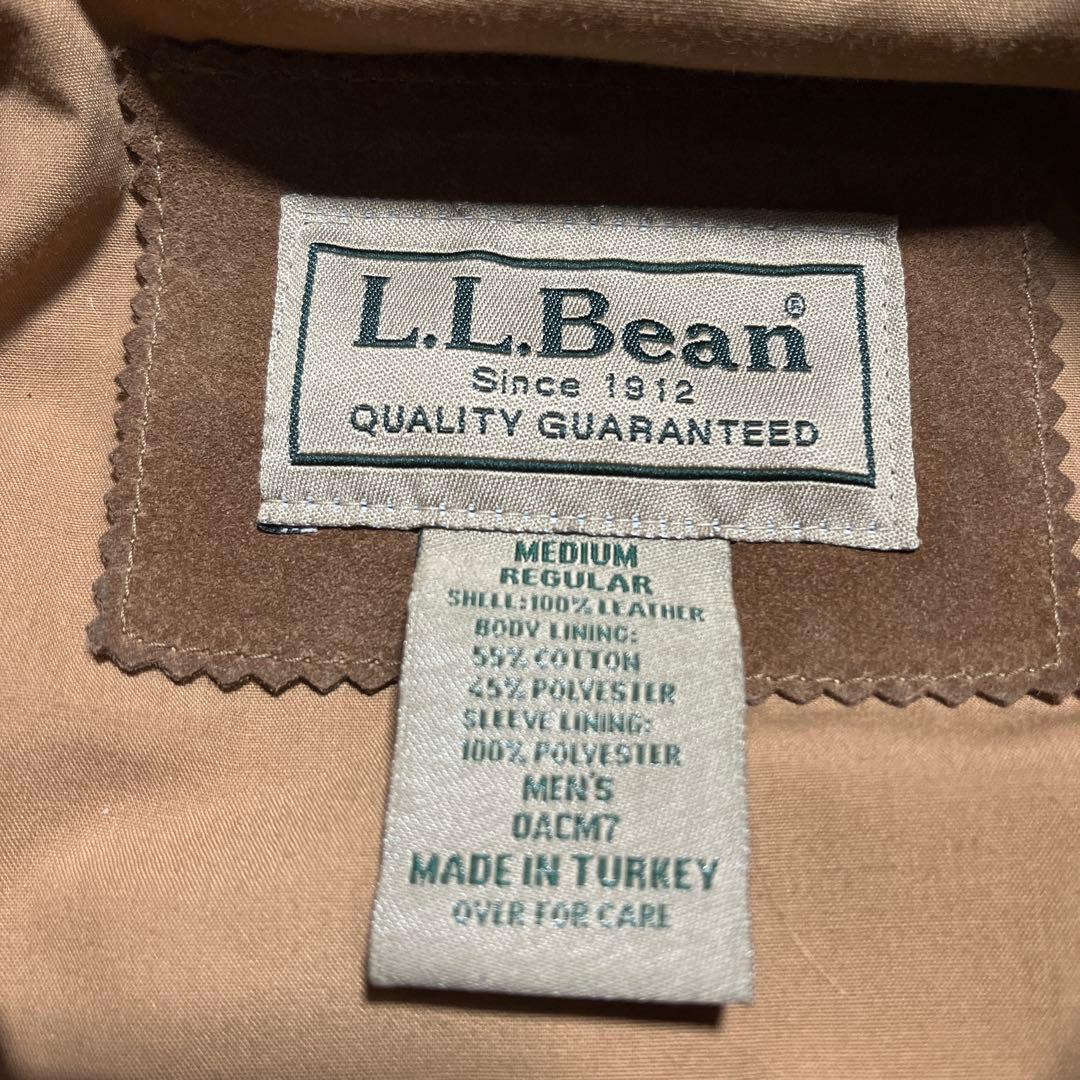 L.L.Bean®
Since 1912
QUALITY GUARANTEED
MEDIUM
REGULAR
SHELL:100% LEATHER
BODY LINING:
55% COTTON
45% POLYESTER
SLEEVE LINING:
100% POLYESTER
MEN'S
0ACM7
MADE IN TURKEY
OVER FOR CARE